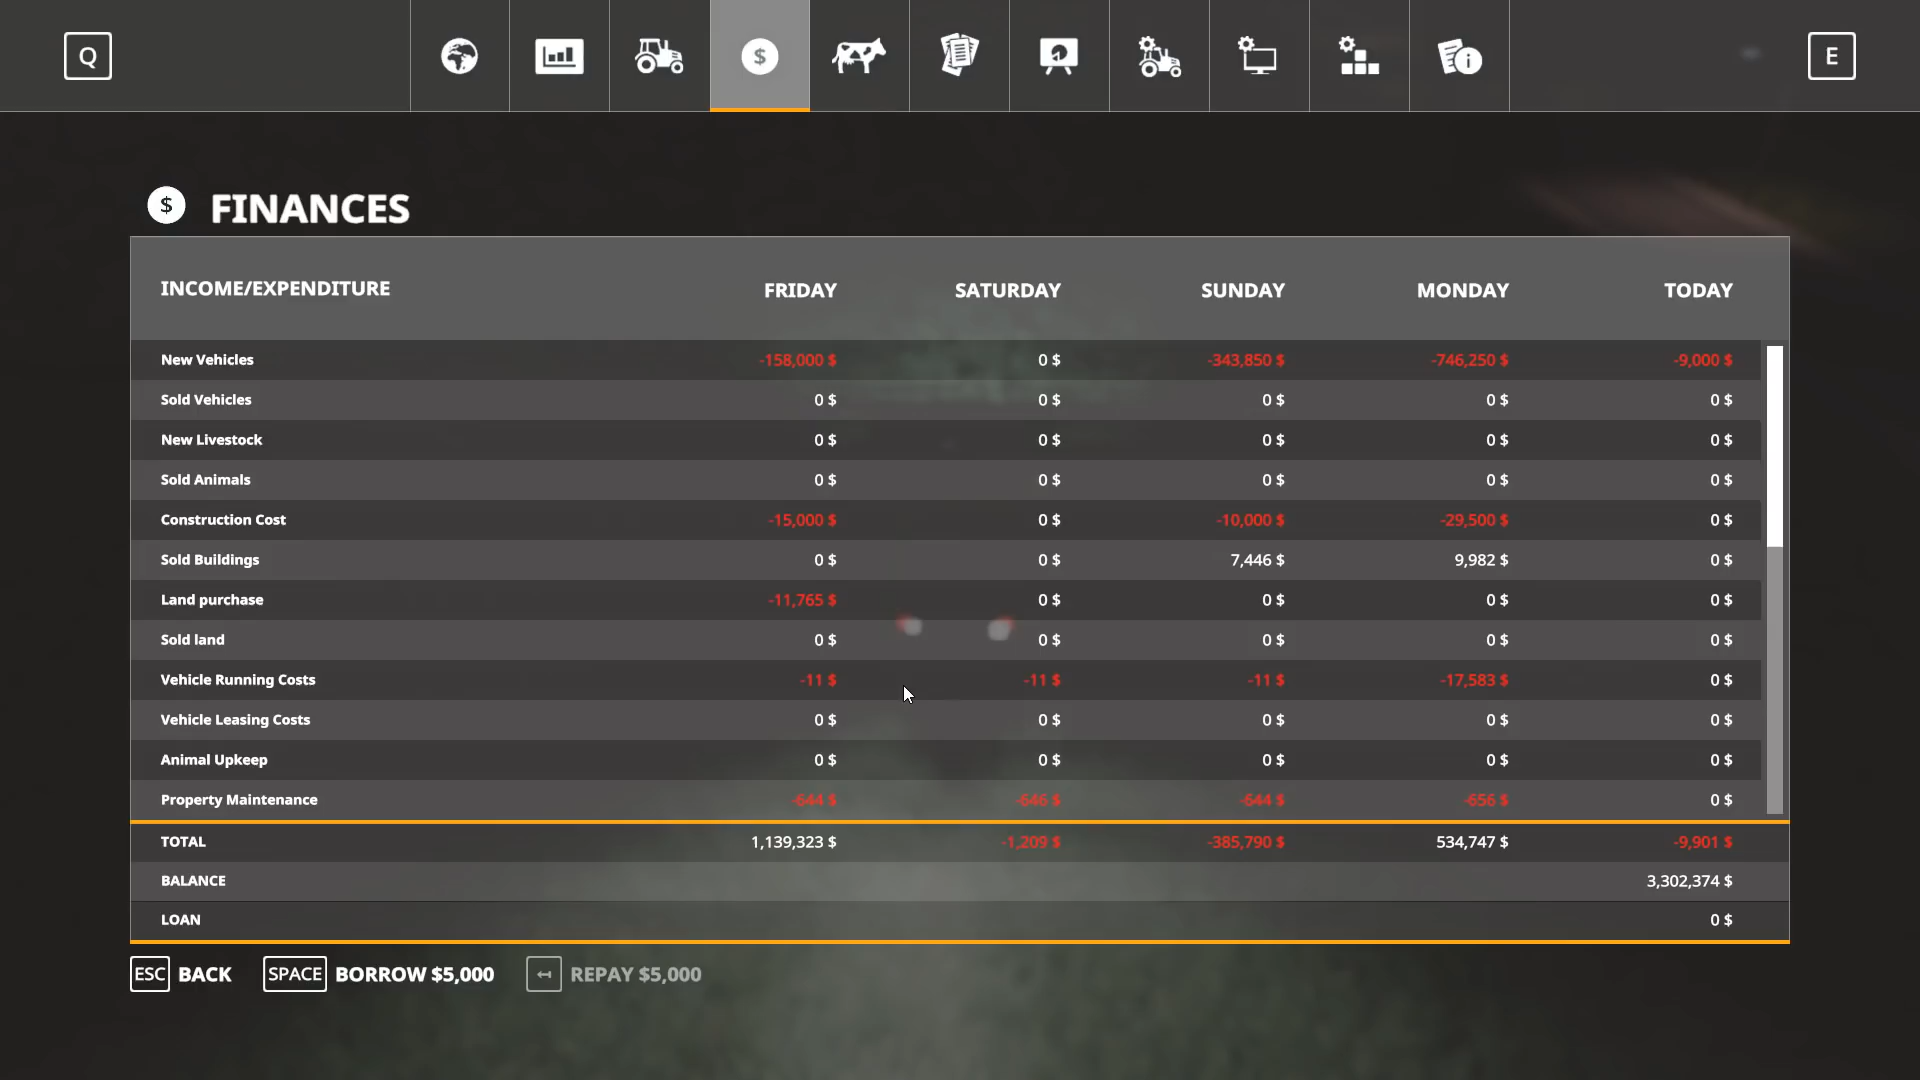 Q E
$ FINANCES
INCOME/EXPENDITURE FRIDAY SATURDAY SUNDAY MONDAY TODAY
New Vehicles -158,000 $ 0 $ -343,850 $ -746,250 $ -9,000 $
Sold Vehicles 0 $ 0 $ 0 $ 0 $ 0 $
New Livestock 0 $ 0 $ 0 $ 0 $ 0 $
Sold Animals 0 $ 0 $ 0 $ 0 $ 0 $
Construction Cost -15,000 $ 0 $ -10,000 $ -29,500 $ 0 $
Sold Buildings 0 $ 0 $ 7,446 $ 9,982 $ 0 $
Land purchase -11,765 $ 0 $ 0 $ 0 $ 0 $
Sold land 0 $ 0 $ 0 $ 0 $ 0 $
Vehicle Running Costs -11 $ -11 $ -11 $ -17,583 $ 0 $
Vehicle Leasing Costs 0 $ 0 $ 0 $ 0 $ 0 $
Animal Upkeep 0 $ 0 $ 0 $ 0 $ 0 $
Property Maintenance -644 $ -646 $ -644 $ -656 $ 0 $
TOTAL 1,139,323 $ -1,209 $ -385,790 $ 534,747 $ -9,901 $
BALANCE 3,302,374 $
LOAN 0 $
ESC BACK SPACE BORROW $5,000 REPAY $5,000